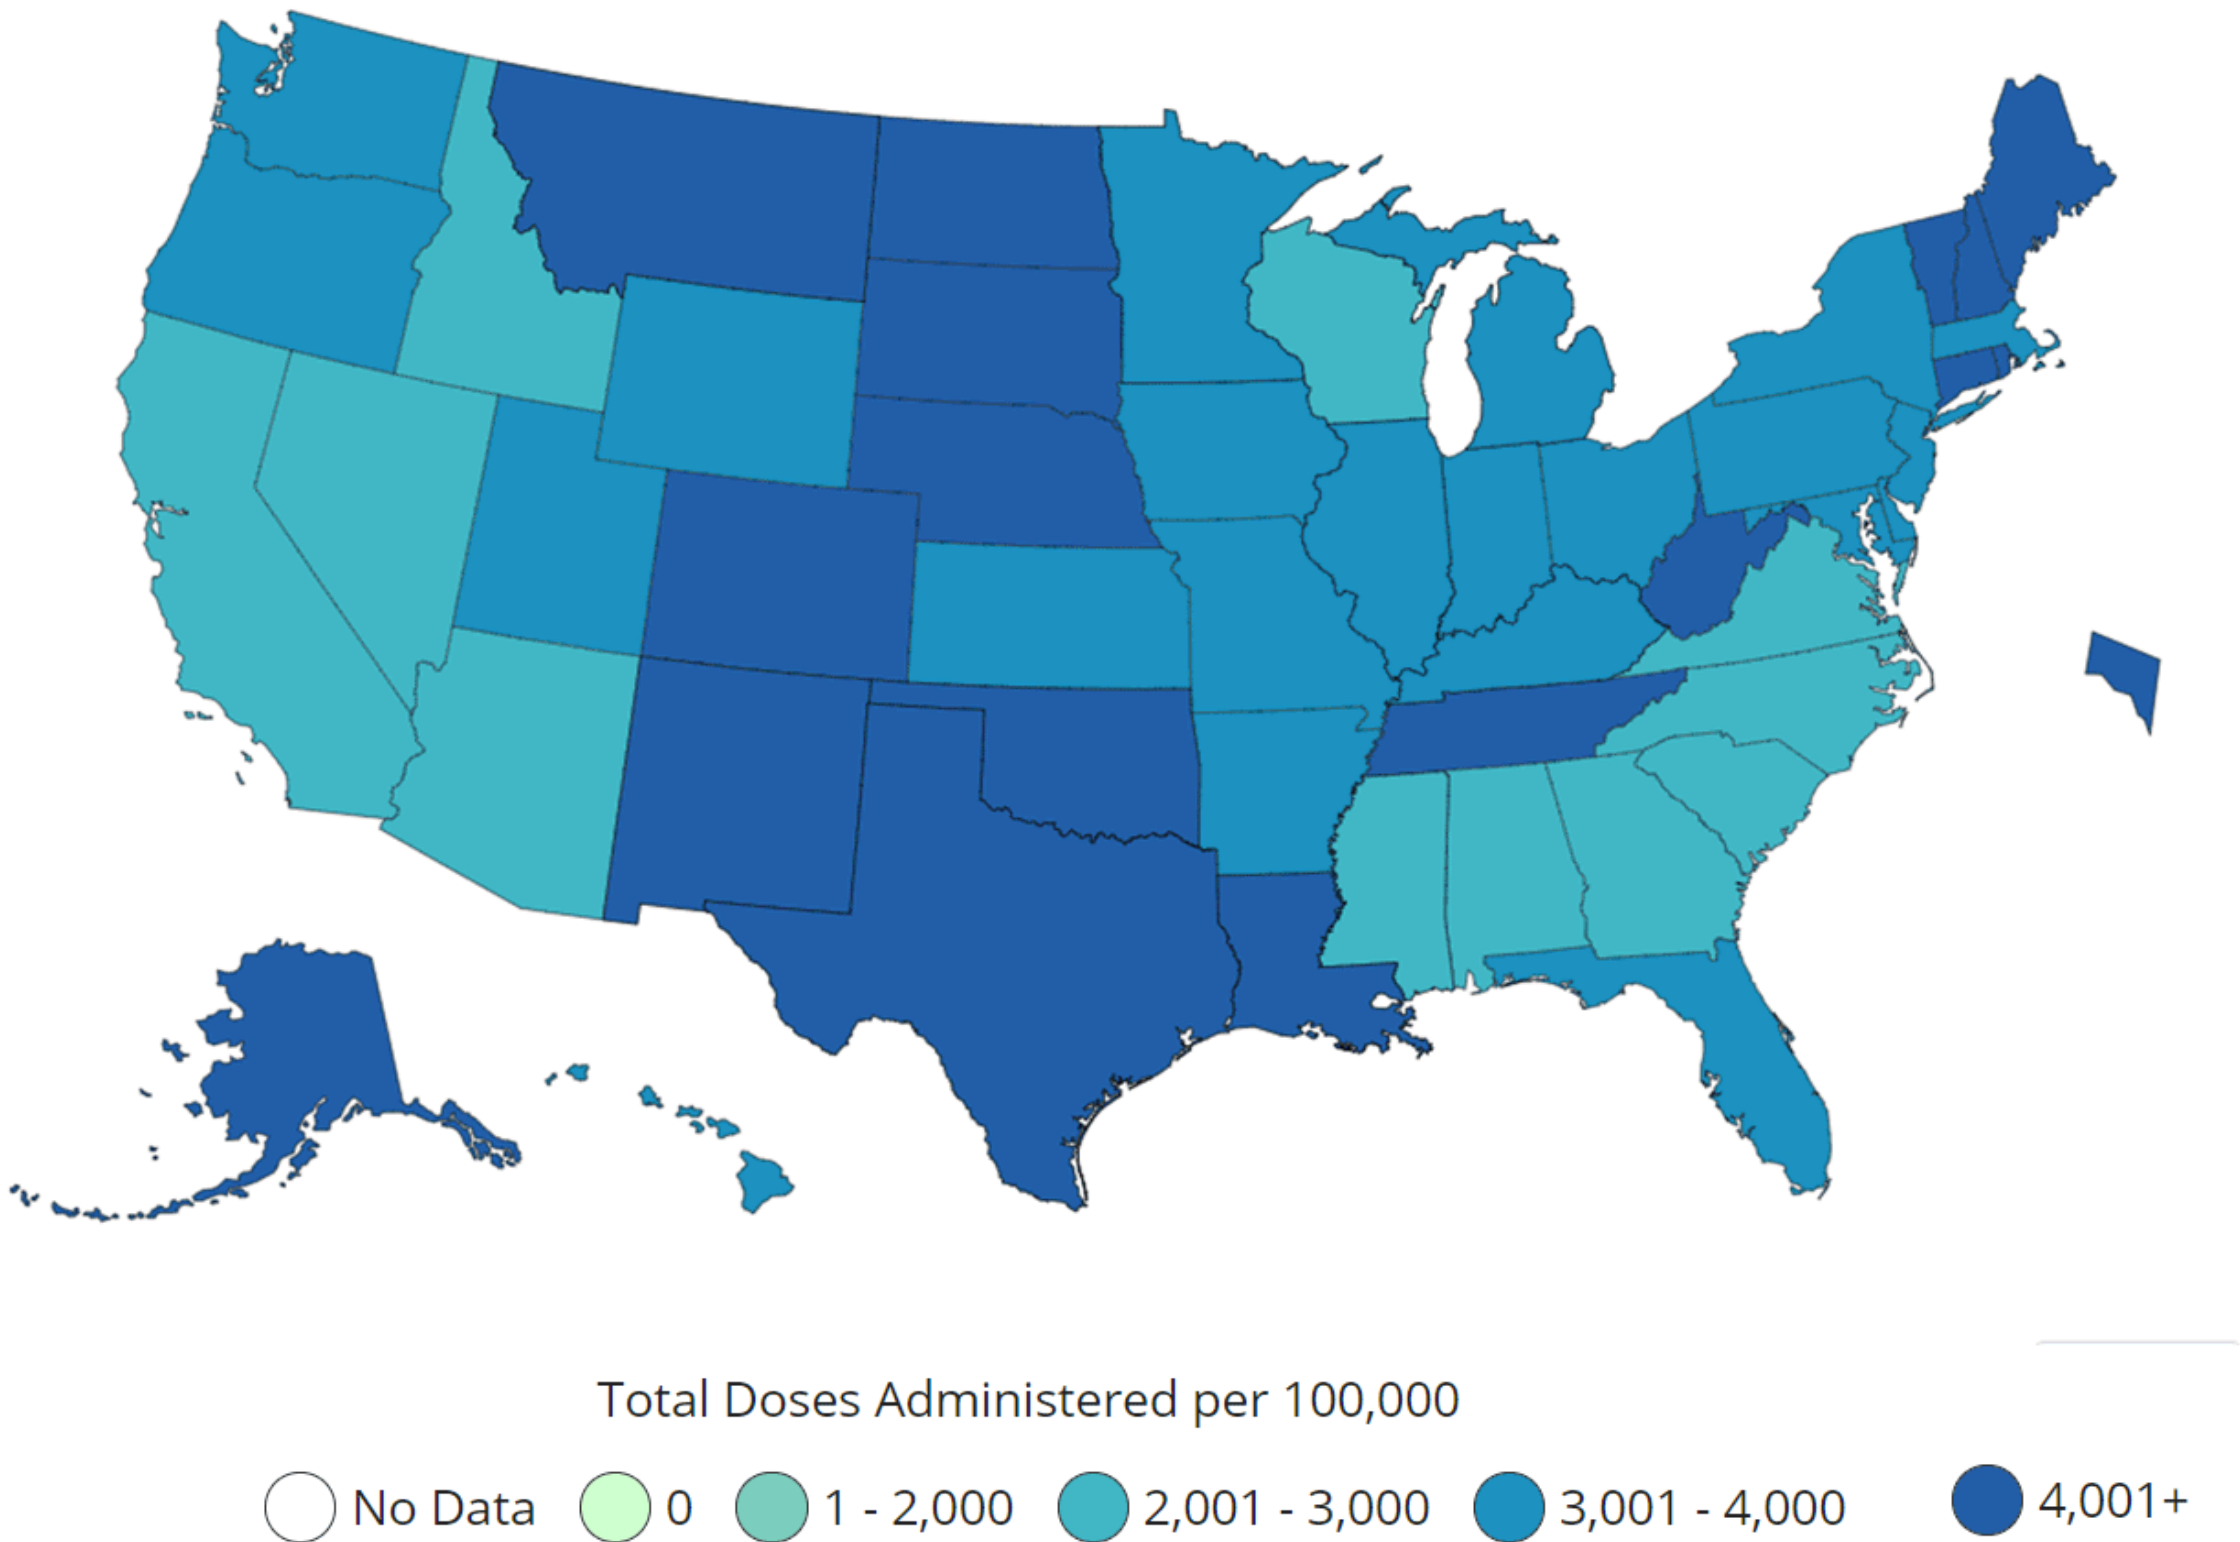 Total Doses Administered per 100,000
No Data 0 1 - 2,000 2,001 - 3,000 3,001 - 4,000 4,001+